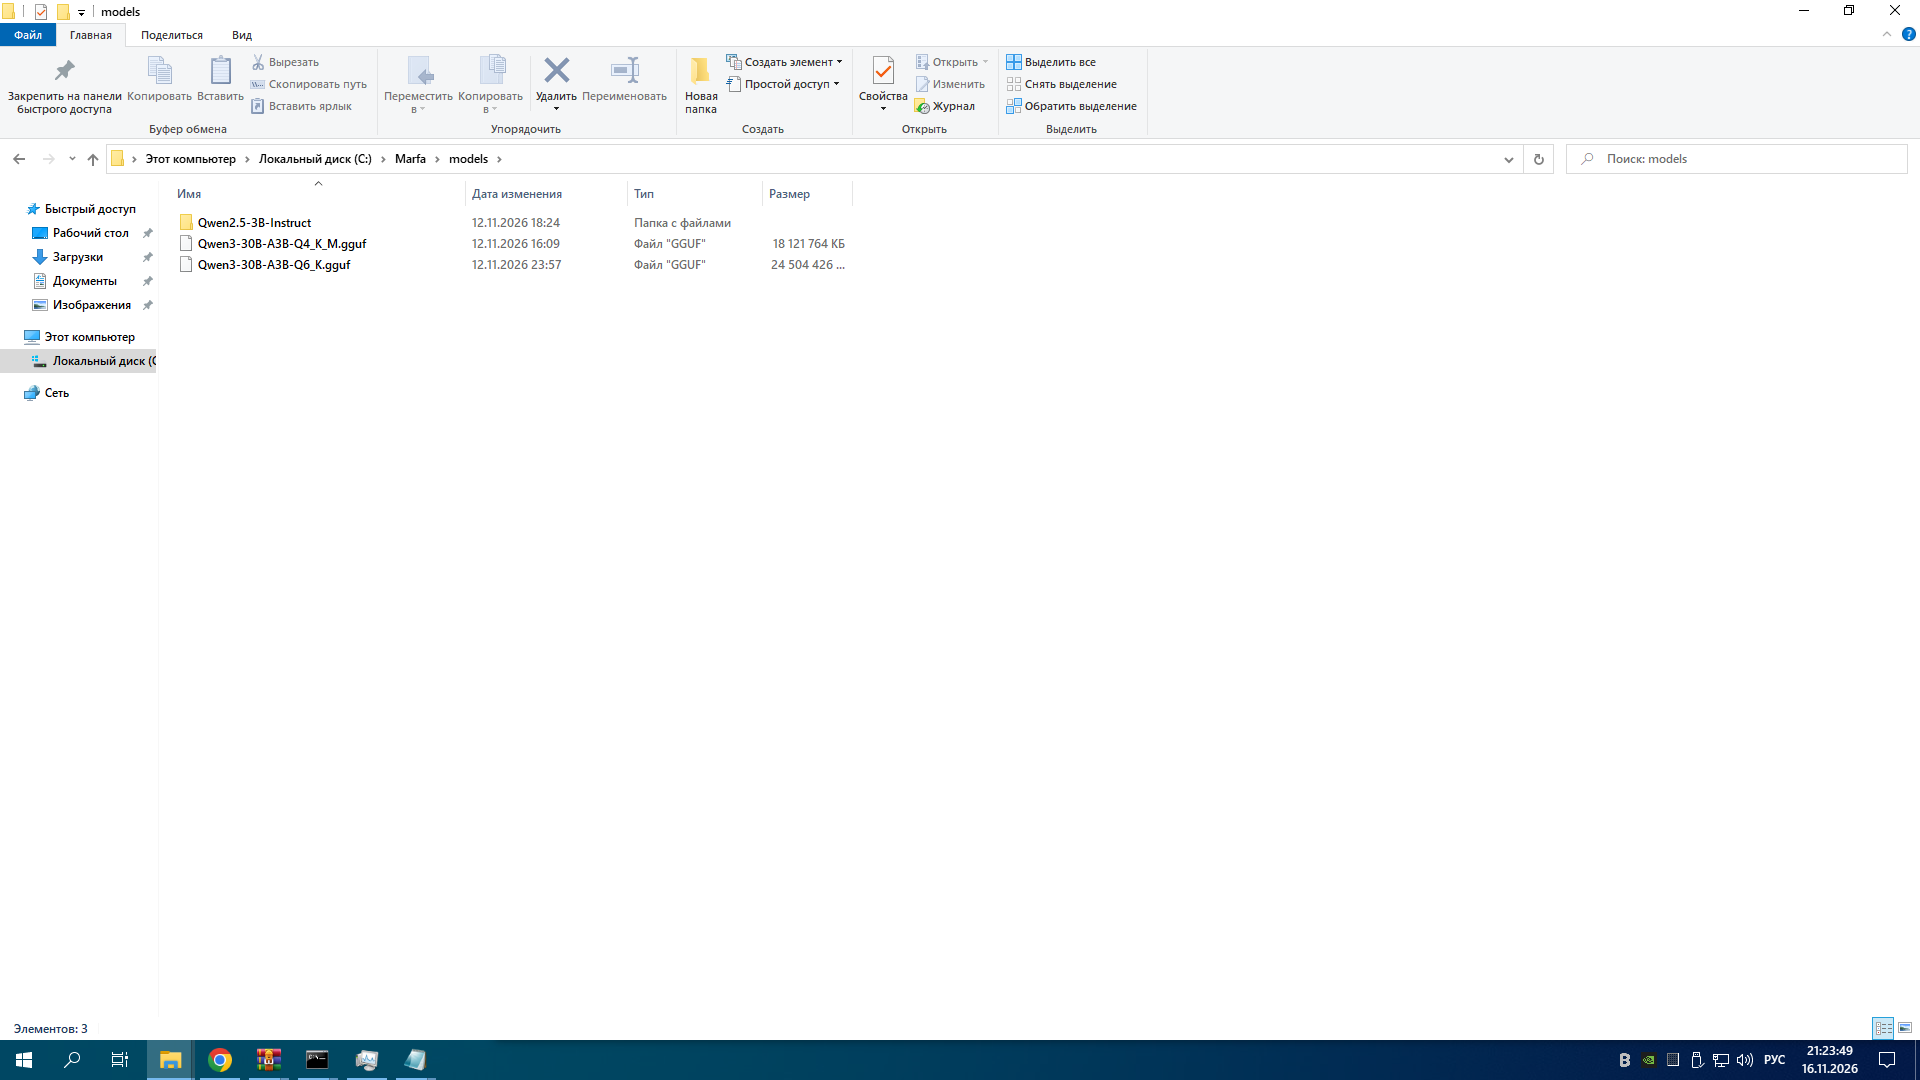 models
Файл
Главная
Поделиться
Вид
Закрепить на панели
быстрого доступа
Копировать
Вставить
Вырезать
Скопировать путь
Вставить ярлык
Буфер обмена
Переместить
в
Копировать
в
Удалить
Переименовать
Упорядочить
Новая
папка
Создать элемент
Простой доступ
Создать
Свойства
Открыть
Изменить
Журнал
Открыть
Выделить все
Снять выделение
Обратить выделение
Выделить
Этот компьютер
Локальный диск (C:)
Marfa
models
Поиск: models
Быстрый доступ
Рабочий стол
Загрузки
Документы
Изображения
Этот компьютер
Локальный диск (C
Сеть
Имя Дата изменения Тип Размер
Qwen2.5-3B-Instruct 12.11.2026 18:24 Папка с файлами
Qwen3-30B-A3B-Q4_K_M.gguf 12.11.2026 16:09 Файл "GGUF" 18 121 764 КБ
Qwen3-30B-A3B-Q6_K.gguf 12.11.2026 23:57 Файл "GGUF" 24 504 426 ...
Элементов: 3
РУС
21:23:49
16.11.2026